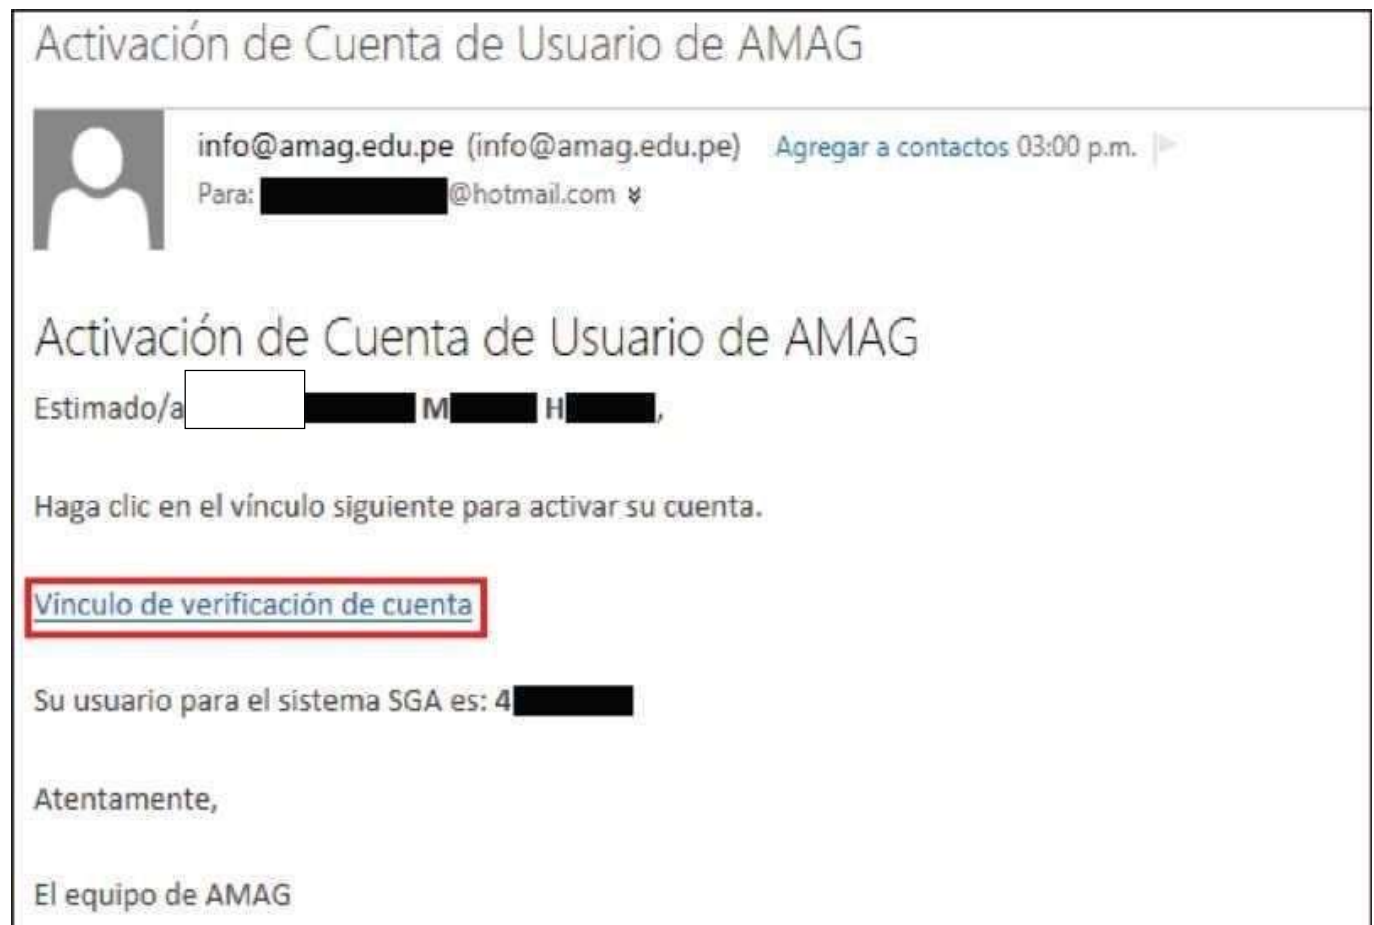 Activación de Cuenta de Usuario de AMAG
info@amag.edu.pe (info@amag.edu.pe) Agregar a contactos 03:00 p.m.
Para: @hotmail.com
Activación de Cuenta de Usuario de AMAG
Estimado/a M H ,
Haga clic en el vínculo siguiente para activar su cuenta.
Vínculo de verificación de cuenta
Su usuario para el sistema SGA es: 4
Atentamente,
El equipo de AMAG